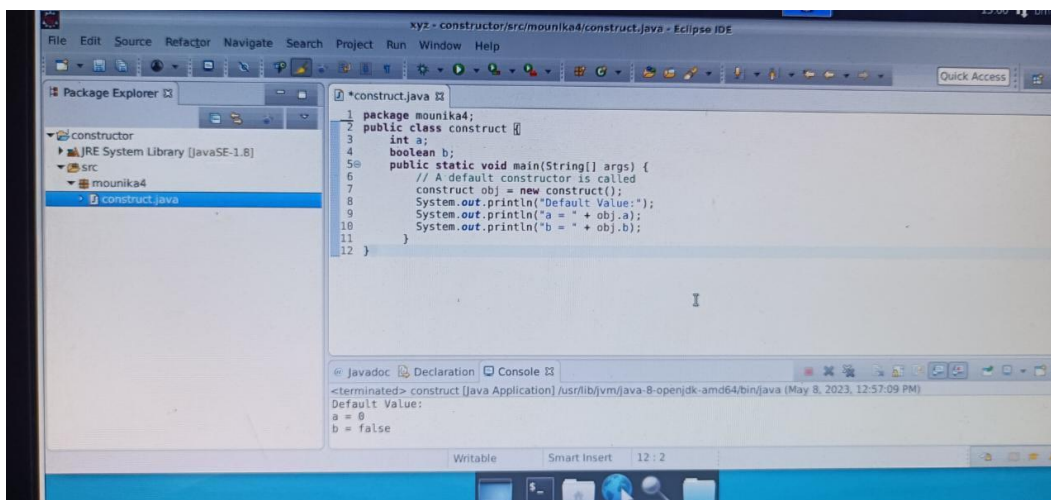 xyz - constructor/src/mounika4/construct.java - Eclipse IDE
File Edit Source Refactor Navigate Search Project Run Window Help
Quick Access
Package Explorer
*construct.java
constructor
JRE System Library [JavaSE-1.8]
src
mounika4
construct.java
1 package mounika4;
2 public class construct {
3 int a;
4 boolean b;
5 public static void main(String[] args) {
6 // A default constructor is called
7 construct obj = new construct();
8 System.out.println("Default Value:");
9 System.out.println("a = " + obj.a);
10 System.out.println("b = " + obj.b);
11 }
12 }
Javadoc Declaration Console
<terminated> construct [Java Application] /usr/lib/jvm/java-8-openjdk-amd64/bin/java (May 8, 2023, 12:57:09 PM)
Default Value:
a = 0
b = false
Writable Smart Insert 12 : 2